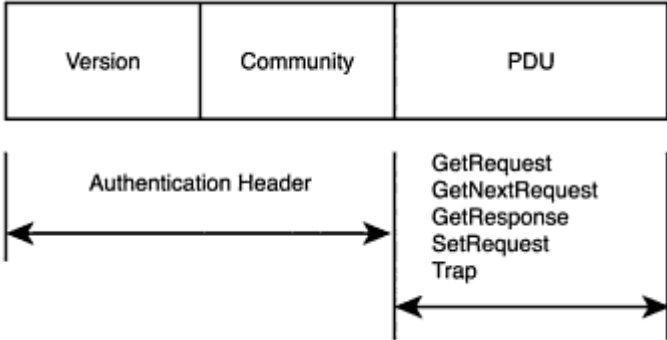 Version
Community
PDU
Authentication Header
GetRequest
GetNextRequest
GetResponse
SetRequest
Trap